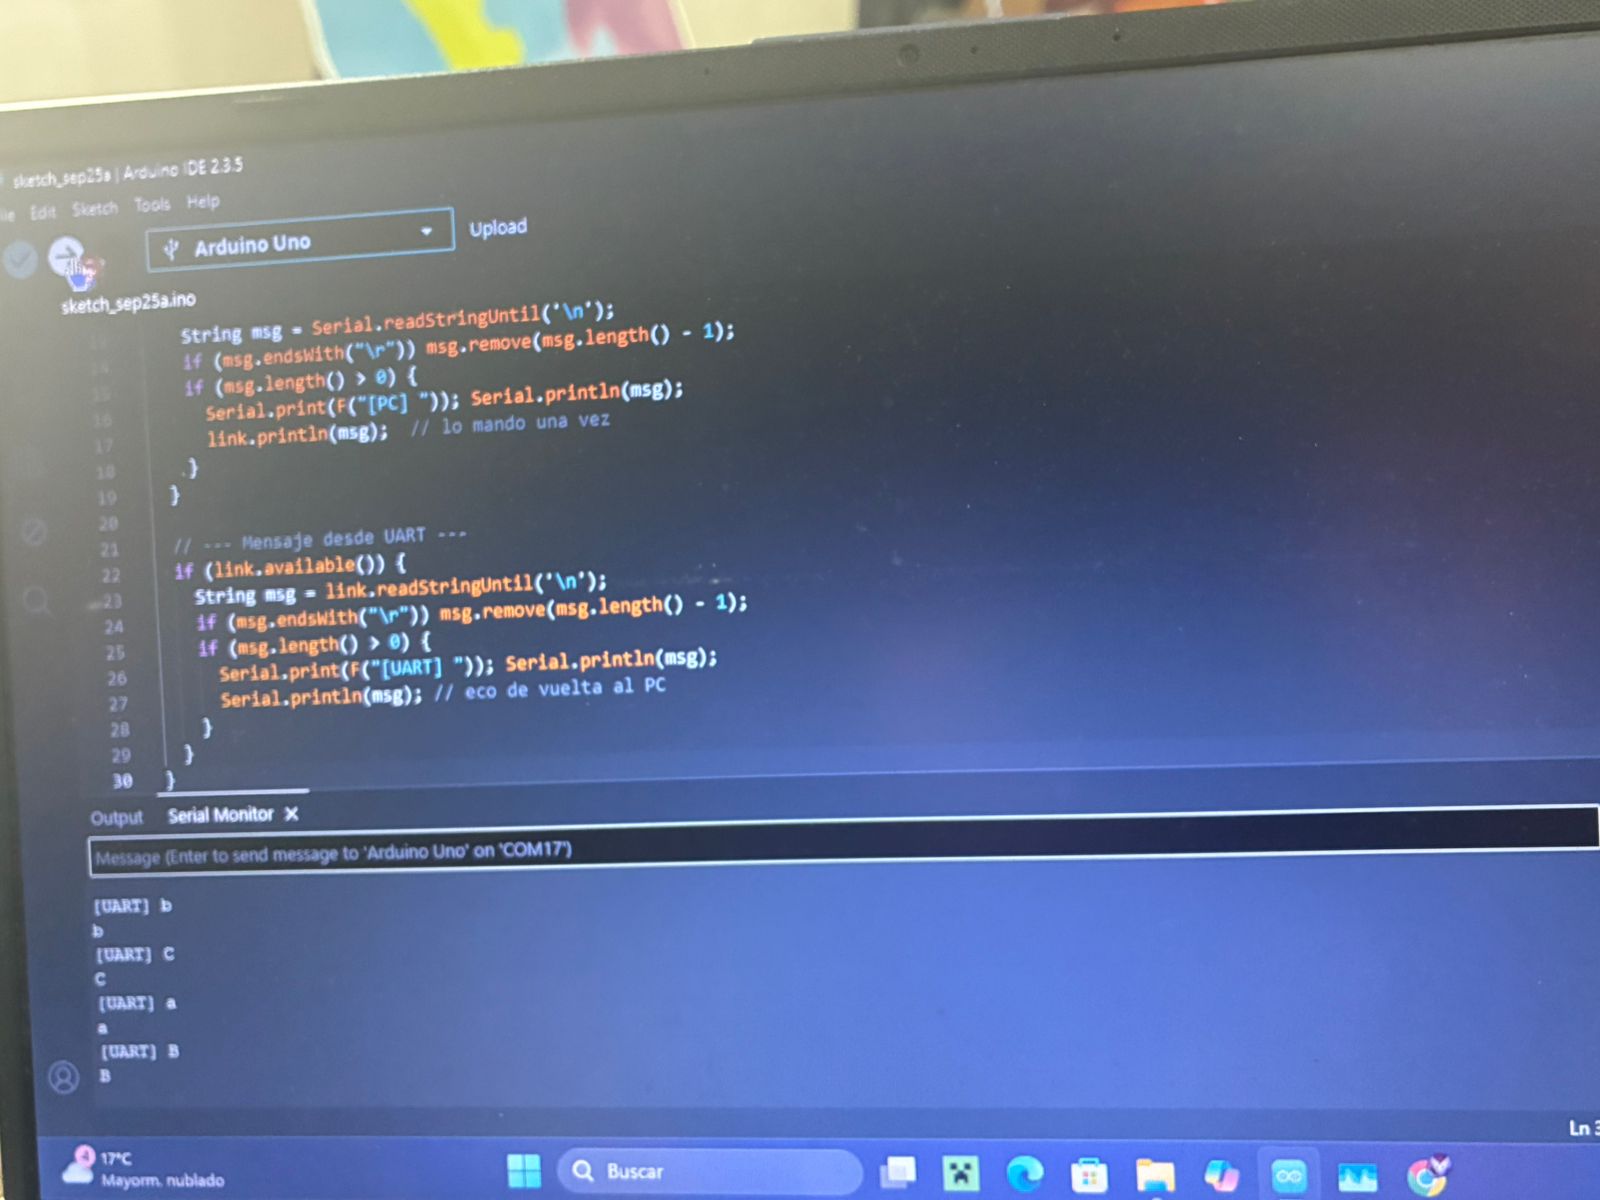 sketch_sep25a | Arduino IDE 2.3.5
Edit Sketch Tools Help
Arduino Uno
Upload
sketch_sep25a.ino
13 String msg = Serial.readStringUntil('\n');
14 if (msg.endsWith("\r")) msg.remove(msg.length() - 1);
15 if (msg.length() > 0) {
16 Serial.print(F("[PC] ")); Serial.println(msg);
17 link.println(msg); // lo mando una vez
18 }
19 }
20
21 // --- Mensaje desde UART ---
22 if (link.available()) {
23 String msg = link.readStringUntil('\n');
24 if (msg.endsWith("\r")) msg.remove(msg.length() - 1);
25 if (msg.length() > 0) {
26 Serial.print(F("[UART] ")); Serial.println(msg);
27 Serial.println(msg); // eco de vuelta al PC
28 }
29 }
30 }
Output Serial Monitor X
Message (Enter to send message to 'Arduino Uno' on 'COM17')
[UART] b
b
[UART] C
C
[UART] a
a
[UART] B
B
Ln
4 17°C
Mayorm. nublado
Buscar